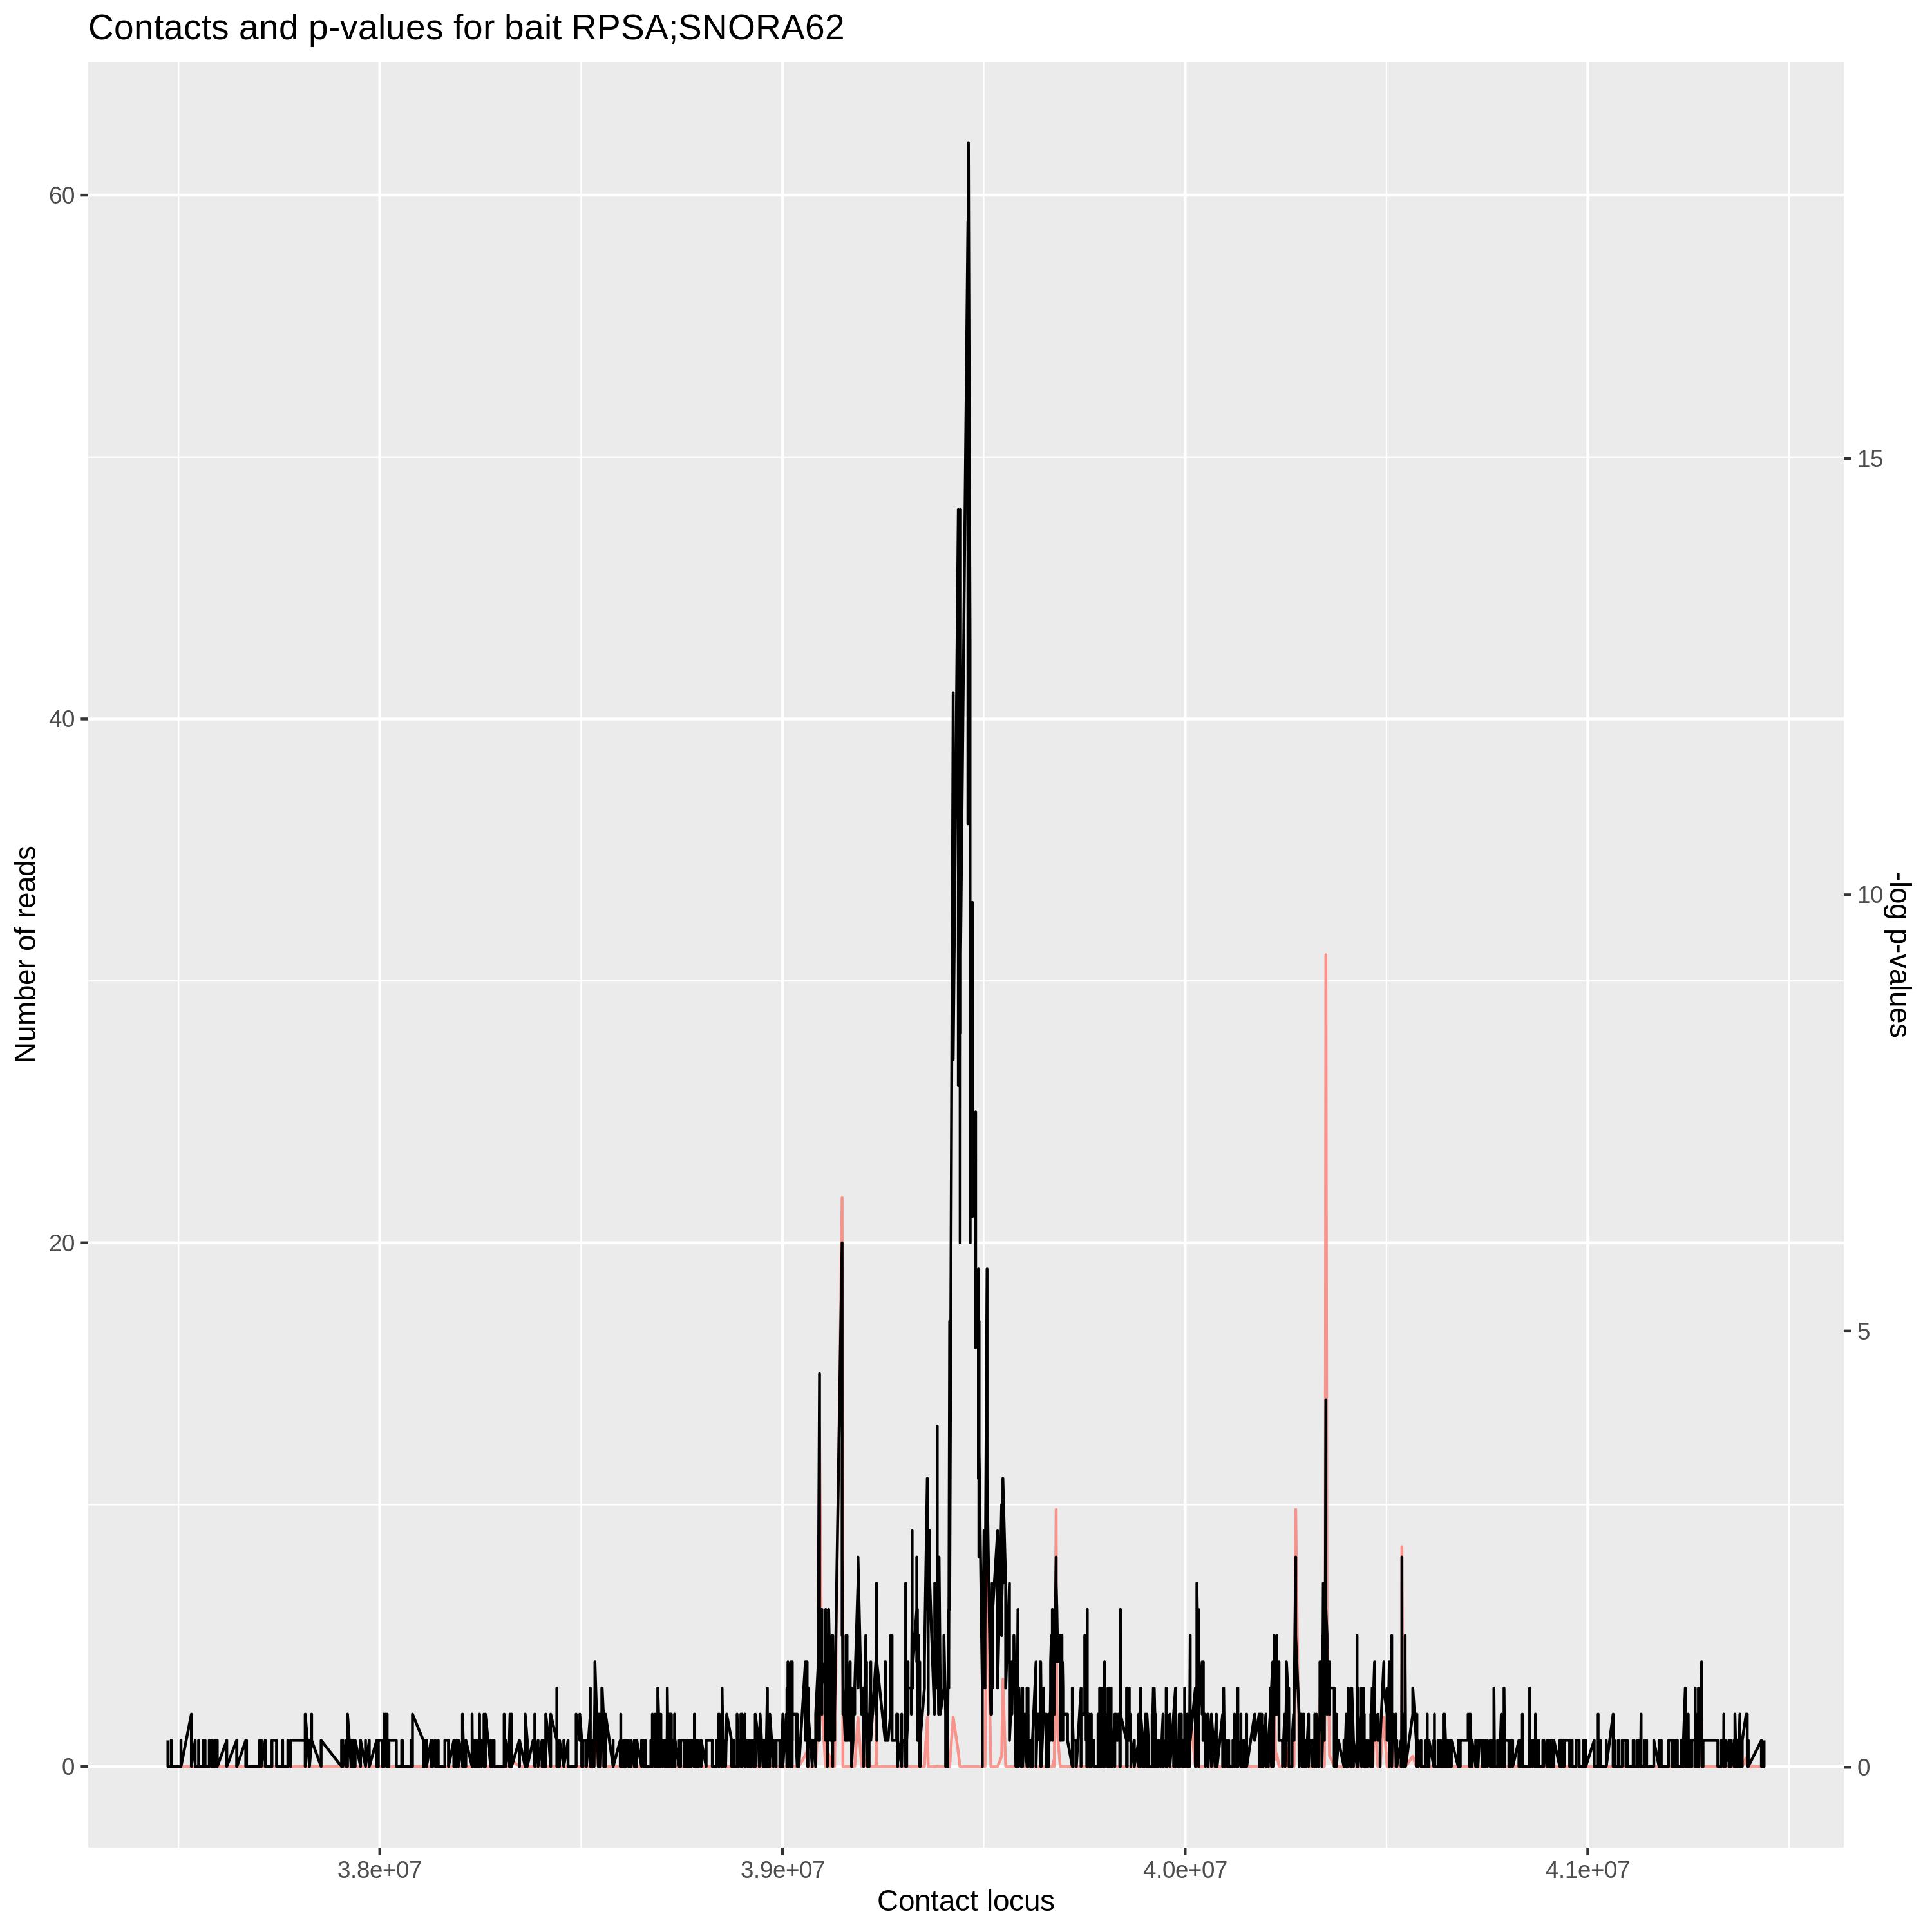 Contacts and p-values for bait RPSA;SNORA62
60
40
20
0
Number of reads
15
10
5
0
-log p-values
3.8e+07
3.9e+07
4.0e+07
4.1e+07
Contact locus